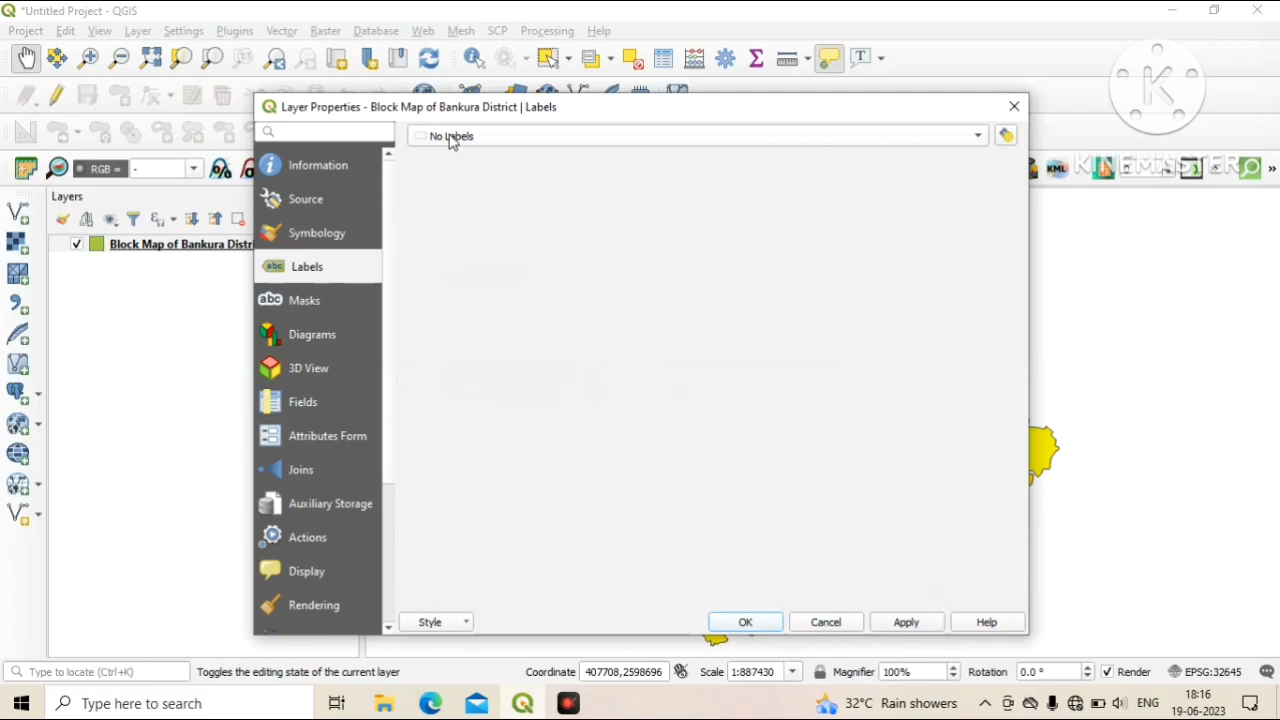 *Untitled Project - QGIS
Project Edit View Layer Settings Plugins Vector Raster Database Web Mesh SCP Processing Help
Layer Properties - Block Map of Bankura District | Labels
K
KINEMASTER
No Labels
RGB =
-
KML
Layers
Block Map of Bankura Distri
Information
Source
Symbology
abc Labels
abc Masks
Diagrams
3D View
Fields
Attributes Form
Joins
Auxiliary Storage
Actions
Display
Rendering
Style OK Cancel Apply Help
Type to locate (Ctrl+K) Toggles the editing state of the current layer Coordinate 407708,2598696 Scale 1:887430 Magnifier 100% Rotation 0.0 ° Render EPSG:32645
Type here to search 32°C Rain showers ENG 18:16
19-06-2023